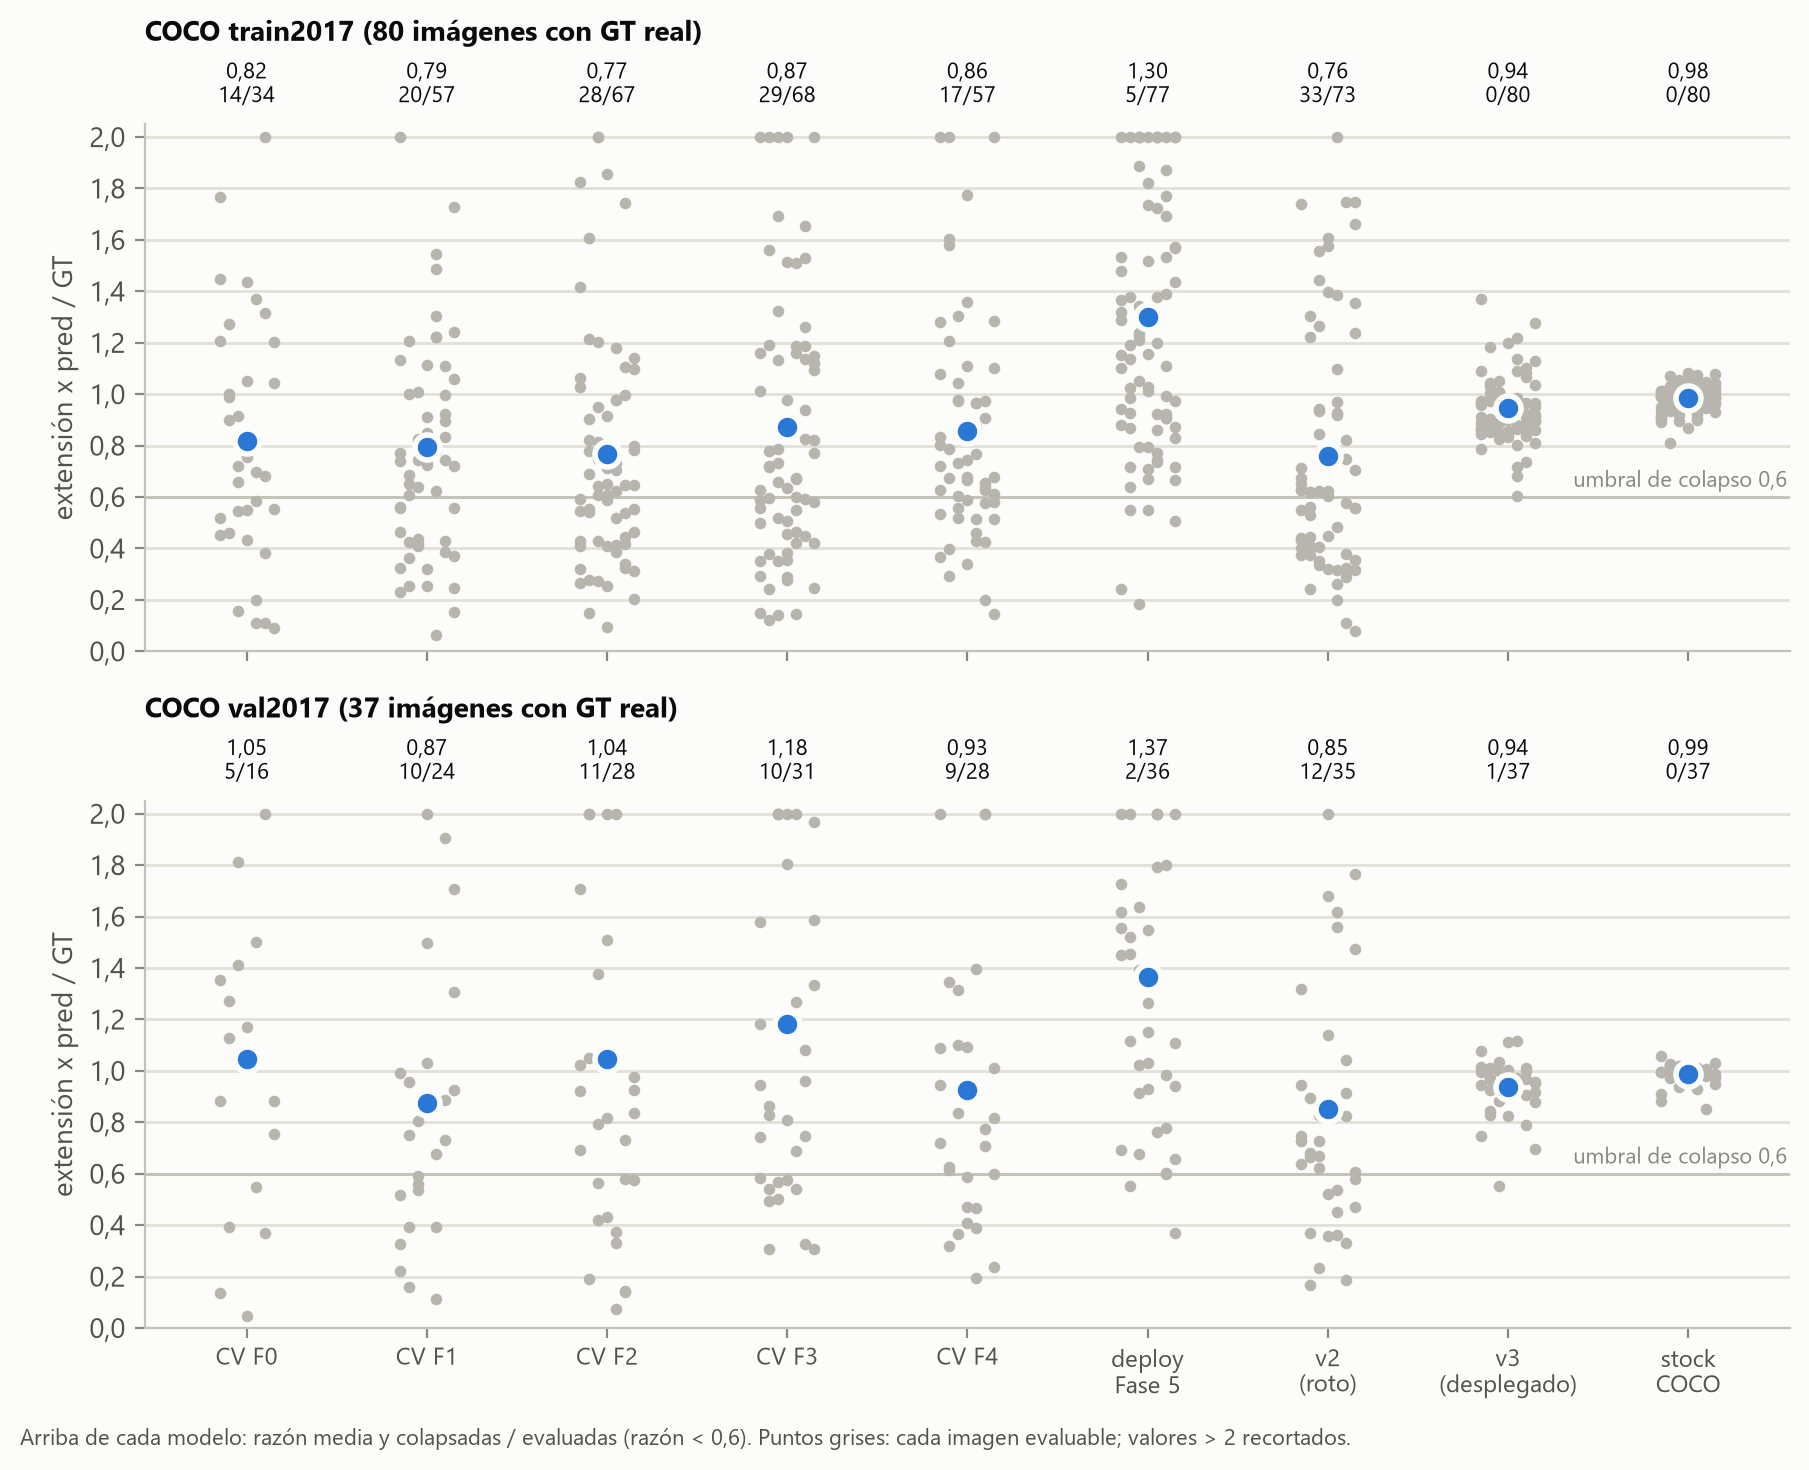 COCO train2017 (80 imágenes con GT real)
0,82 0,79 0,77 0,87 0,86 1,30 0,76 0,94 0,98
14/34 20/57 28/67 29/68 17/57 5/77 33/73 0/80 0/80
extensión x pred / GT
2,0
1,8
1,6
1,4
1,2
1,0
0,8
umbral de colapso 0,6
0,6
0,4
0,2
0,0
COCO val2017 (37 imágenes con GT real)
1,05 0,87 1,04 1,18 0,93 1,37 0,85 0,94 0,99
5/16 10/24 11/28 10/31 9/28 2/36 12/35 1/37 0/37
extensión x pred / GT
2,0
1,8
1,6
1,4
1,2
1,0
0,8
umbral de colapso 0,6
0,6
0,4
0,2
0,0
CV F0 CV F1 CV F2 CV F3 CV F4 deploy v2 v3 stock
Fase 5 (roto) (desplegado) COCO
Arriba de cada modelo: razón media y colapsadas / evaluadas (razón < 0,6). Puntos grises: cada imagen evaluable; valores > 2 recortados.